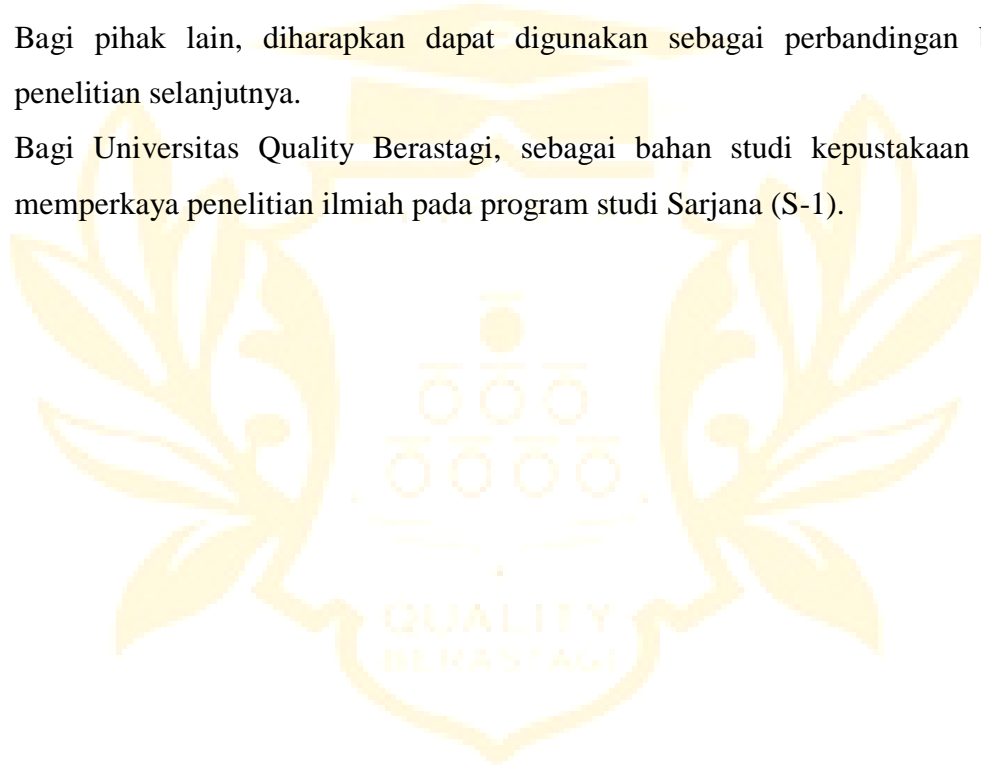 Bagi pihak lain, diharapkan dapat digunakan sebagai perbandingan
penelitian selanjutnya.
Bagi Universitas Quality Berastagi, sebagai bahan studi kepustakaan
memperkaya penelitian ilmiah pada program studi Sarjana (S-1).
QUALITY
BERASTAGI